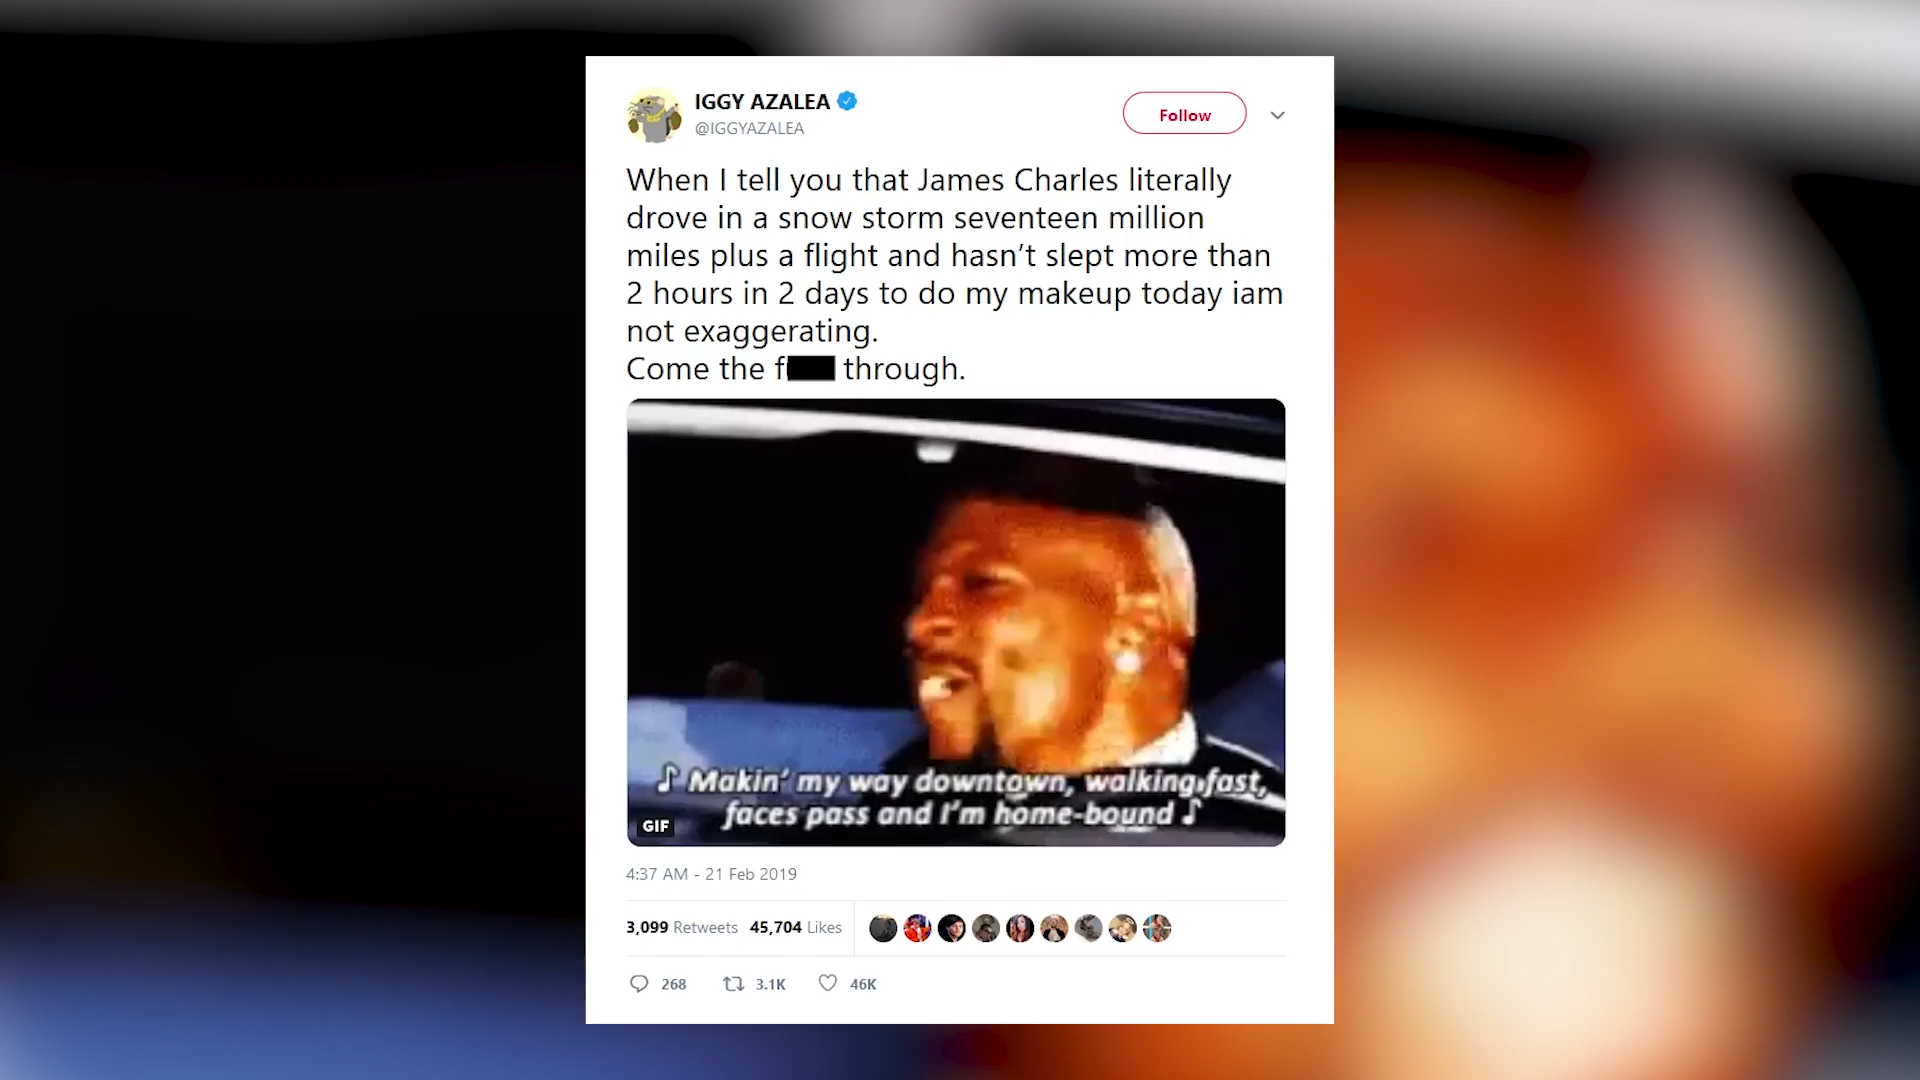 IGGY AZALEA
@IGGYAZALEA
Follow
When I tell you that James Charles literally
drove in a snow storm seventeen million
miles plus a flight and hasn’t slept more than
2 hours in 2 days to do my makeup today iam
not exaggerating.
Come the f through.
♪ Makin' my way downtown, walking fast,
faces pass and I'm home-bound ♪
GIF
4:37 AM - 21 Feb 2019
3,099 Retweets 45,704 Likes
268 3.1K 46K